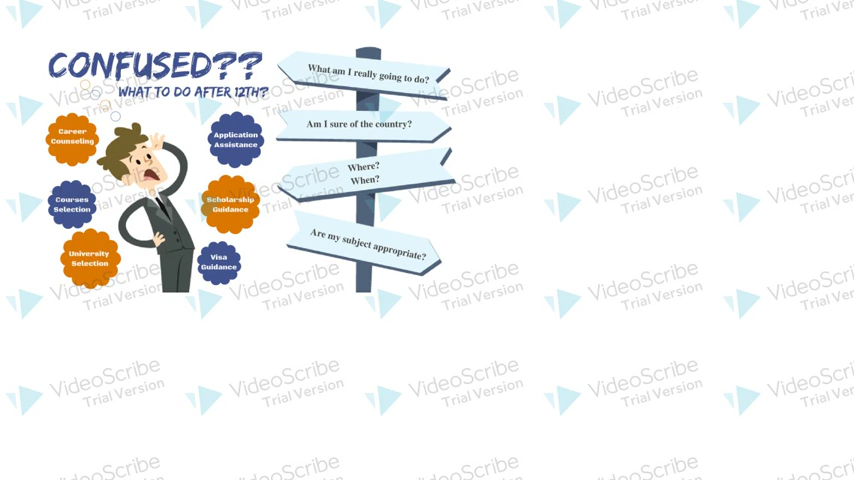 CONFUSED??
WHAT TO DO AFTER 12TH?
Career
Counseling
Application
Assistance
Courses
Selection
Scholarship
Guidance
University
Selection
Visa
Guidance
What am I really going to do?
Am I sure of the country?
Where?
When?
Are my subject appropriate?
VideoScribe
Trial Version